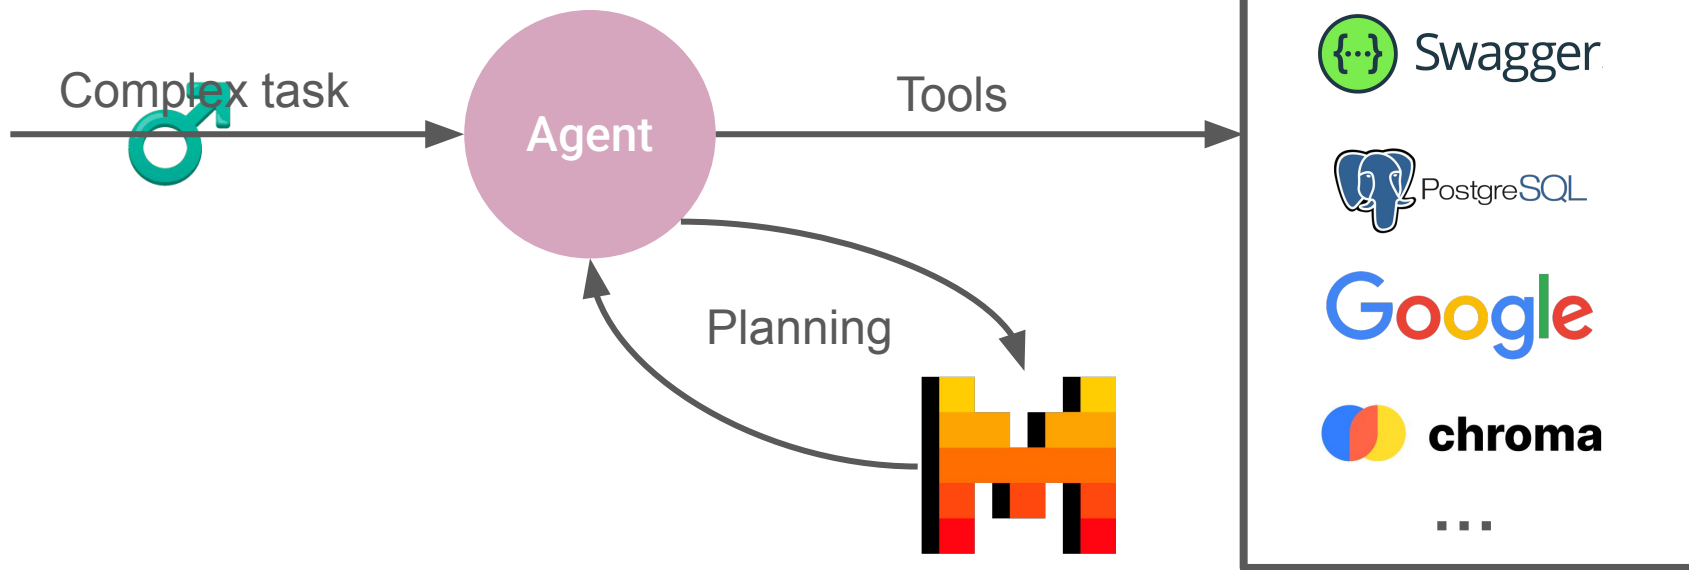 Complex task
Agent
Tools
Planning
{···} Swagger
PostgreSQL
Google
chroma
...